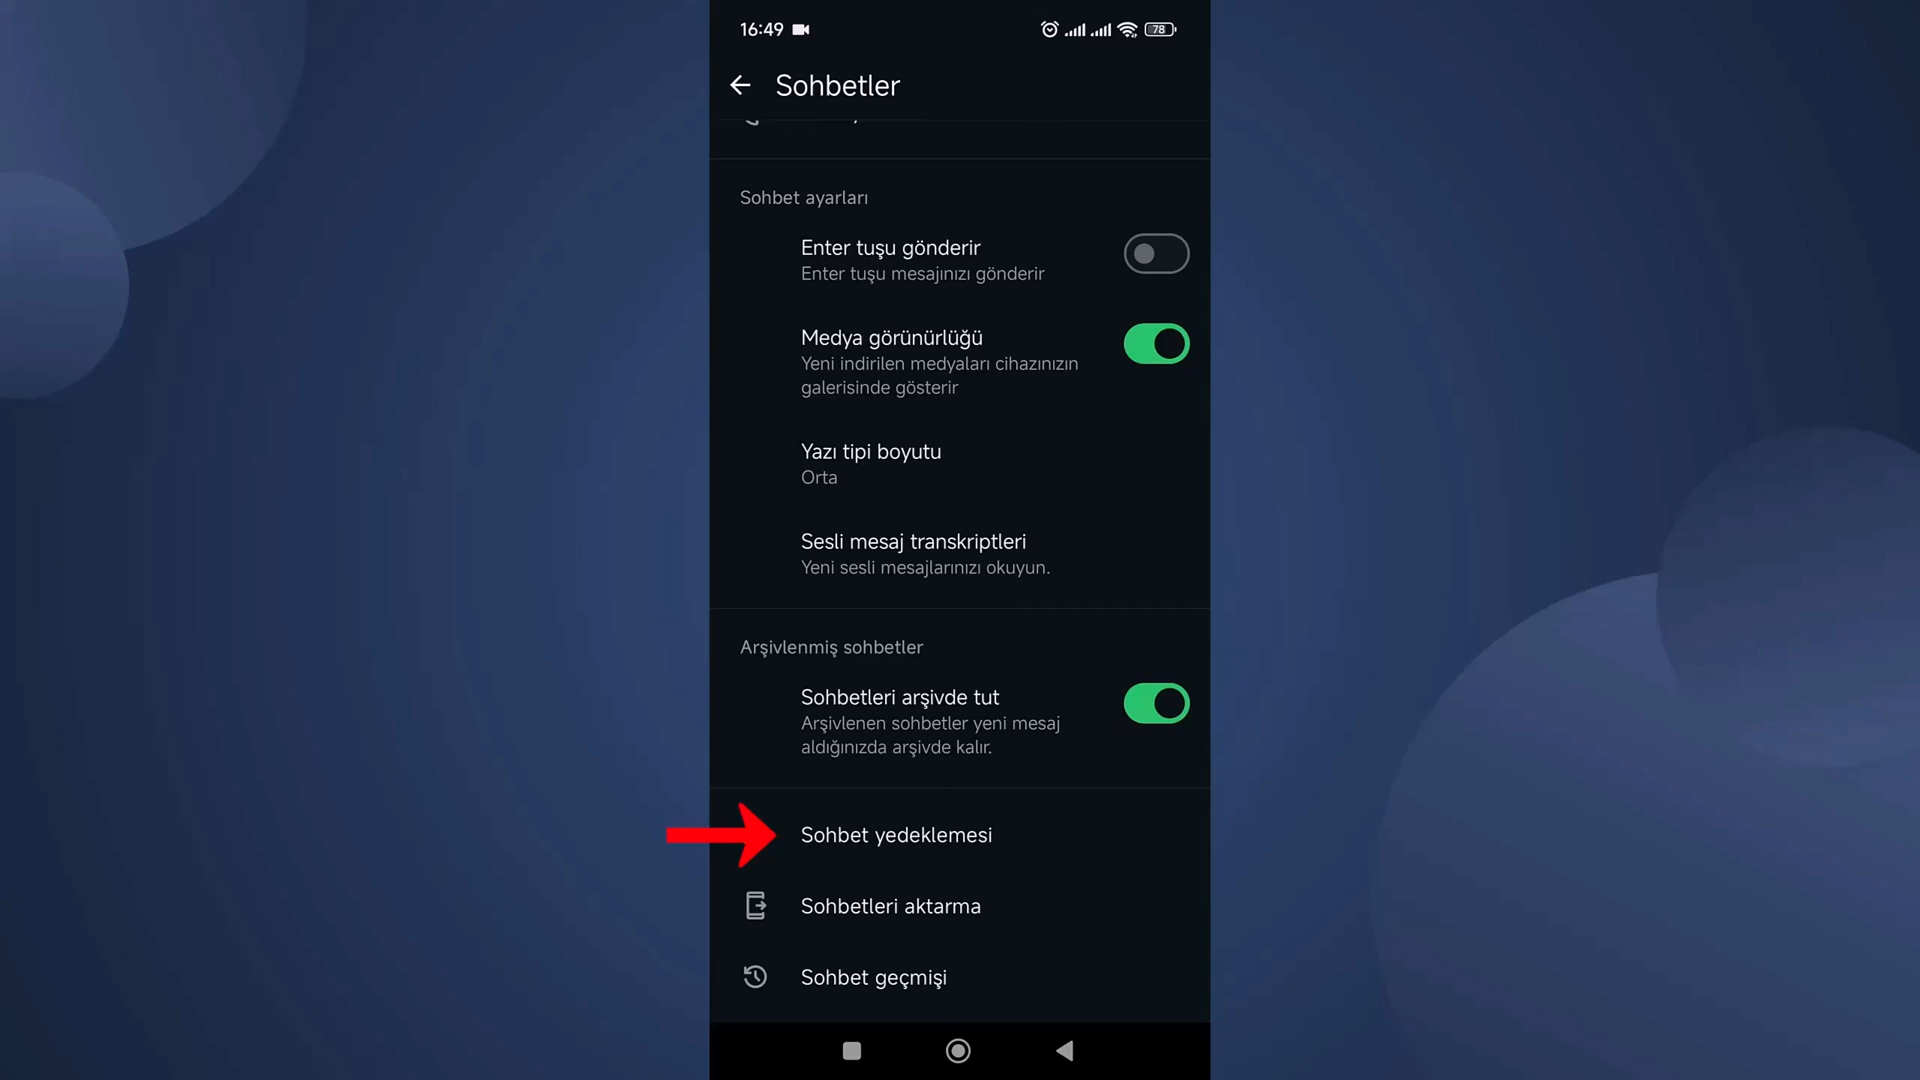 16:49
78
Sohbetler
Sohbet ayarları
Enter tuşu gönderir
Enter tuşu mesajınızı gönderir
Medya görünürlüğü
Yeni indirilen medyaları cihazınızın
galerisinde gösterir
Yazı tipi boyutu
Orta
Sesli mesaj transkriptleri
Yeni sesli mesajlarınızı okuyun.
Arşivlenmiş sohbetler
Sohbetleri arşivde tut
Arşivlenen sohbetler yeni mesaj
aldığınızda arşivde kalır.
Sohbet yedeklemesi
Sohbetleri aktarma
Sohbet geçmişi